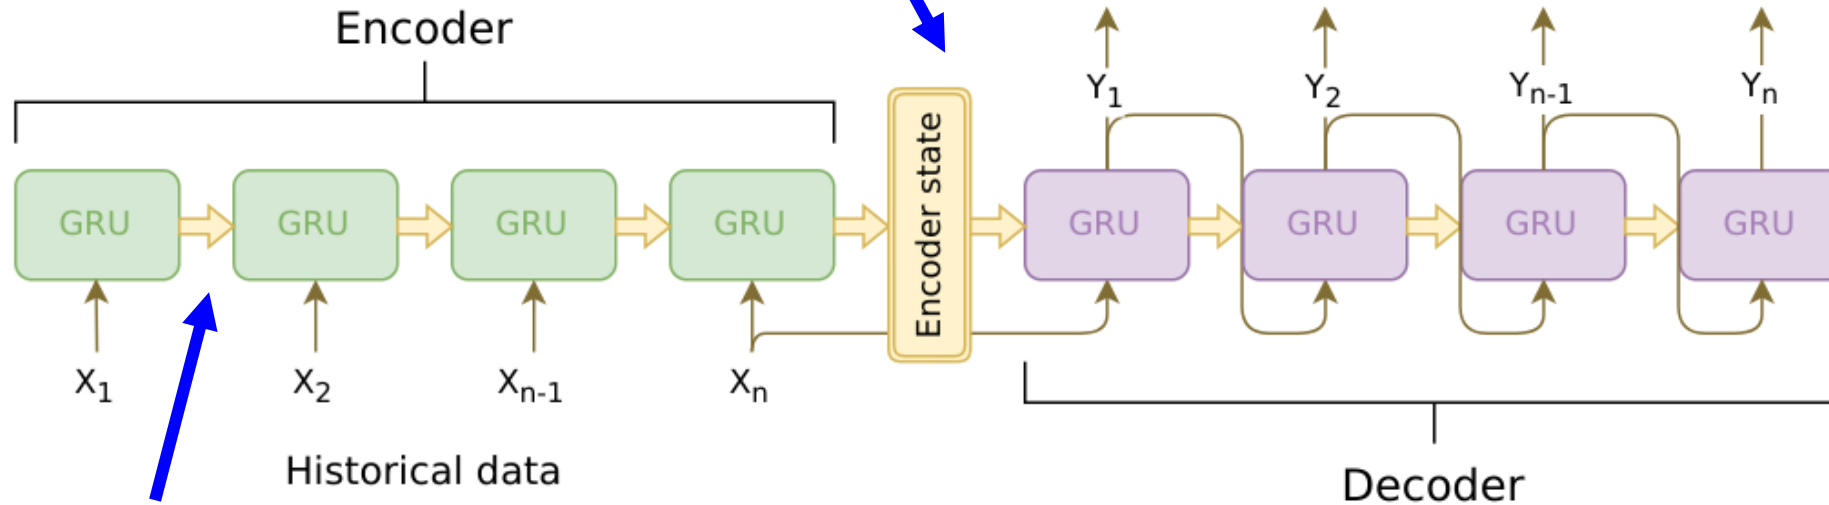 Encoder
Y₁ Y₂ Yₙ₋₁ Yₙ
GRU GRU GRU GRU
Encoder state
GRU GRU GRU GRU
X₁ X₂ Xₙ₋₁ Xₙ
Historical data
Decoder